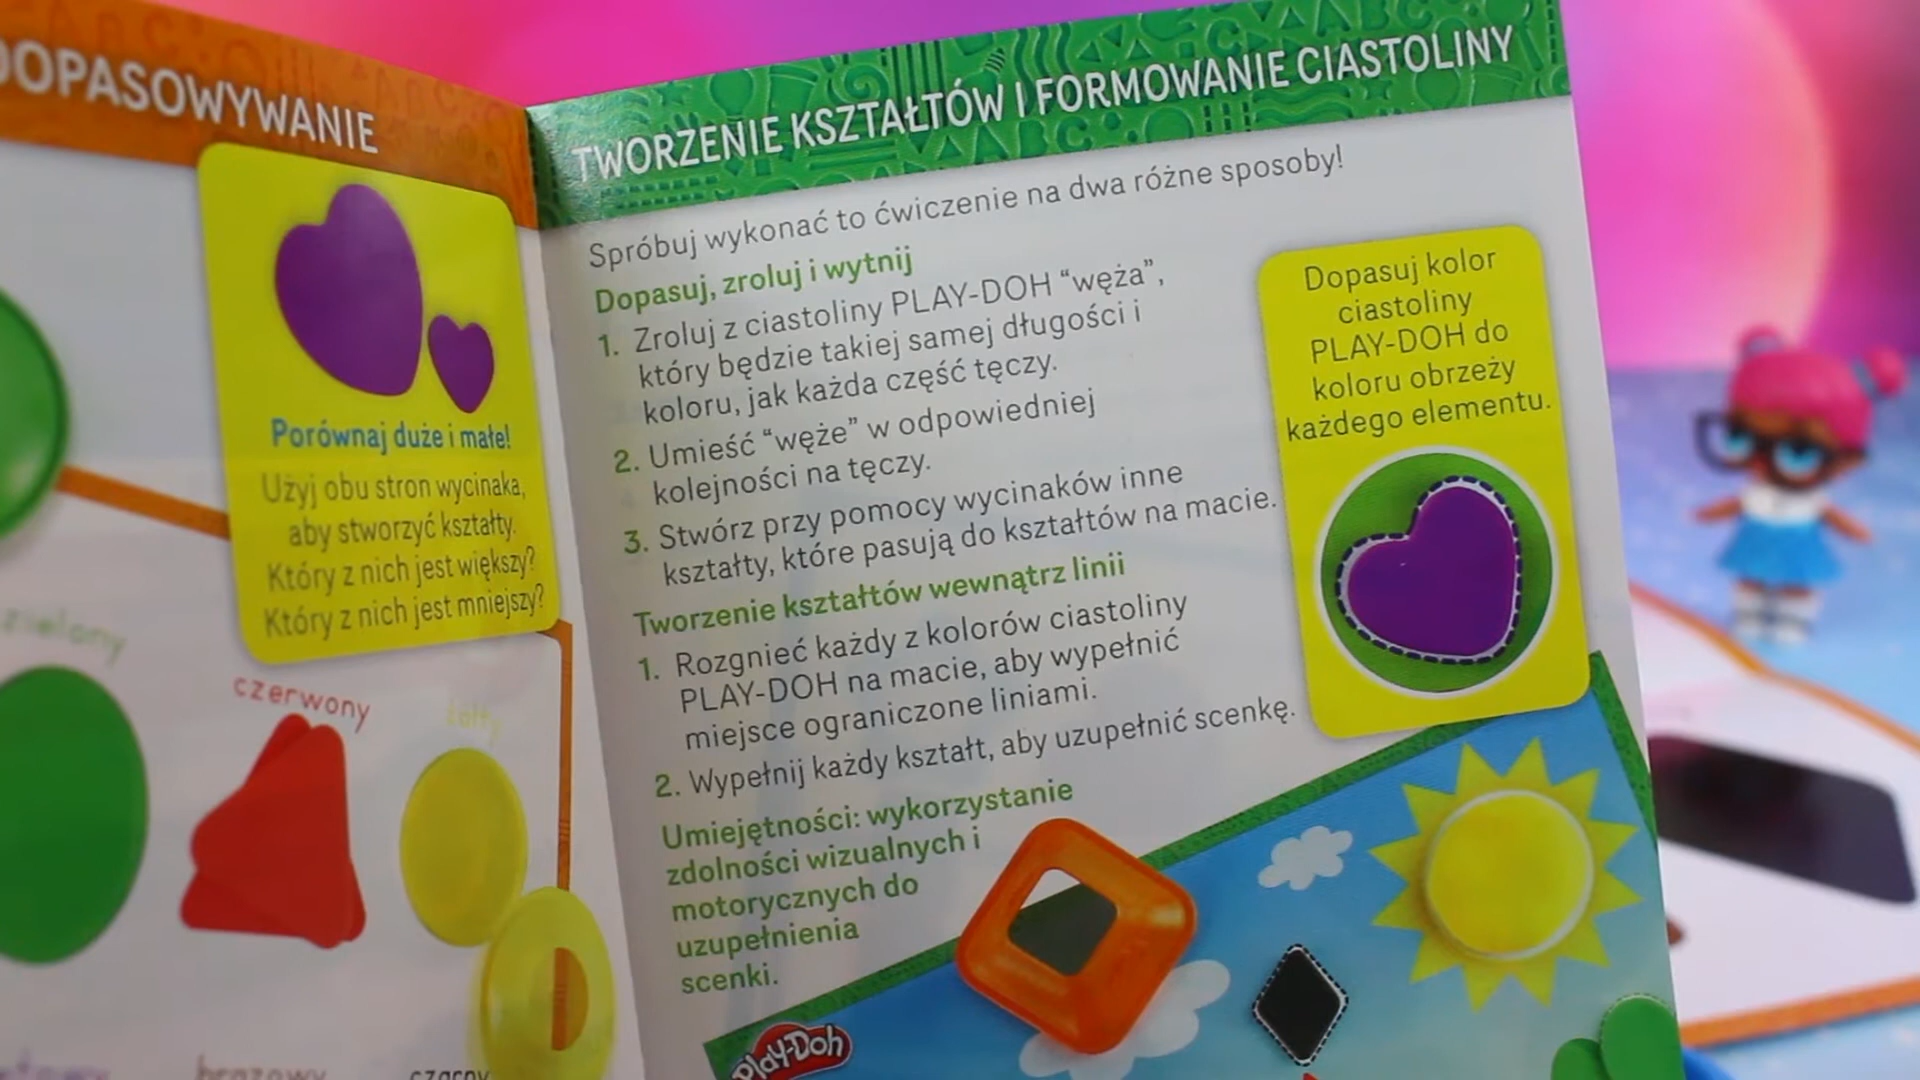 DOPASOWYWANIE
Porównaj duże i małe!
Użyj obu stron wycinaka,
aby stworzyć kształty.
Który z nich jest większy?
Który z nich jest mniejszy?
zielony
czerwony
żółty
brązowy
czarny
TWORZENIE KSZTAŁTÓW I FORMOWANIE CIASTOLINY
Spróbuj wykonać to ćwiczenie na dwa różne sposoby!
Dopasuj, zroluj i wytnij
1. Zroluj z ciastoliny PLAY-DOH “węża”,
który będzie takiej samej długości i
koloru, jak każda część tęczy.
2. Umieść “węże” w odpowiedniej
kolejności na tęczy.
3. Stwórz przy pomocy wycinaków inne
kształty, które pasują do kształtów na macie.
Tworzenie kształtów wewnątrz linii
1. Rozgnieć każdy z kolorów ciastoliny
PLAY-DOH na macie, aby wypełnić
miejsce ograniczone liniami.
2. Wypełnij każdy kształt, aby uzupełnić scenkę.
Umiejętności: wykorzystanie
zdolności wizualnych i
motorycznych do
uzupełnienia
scenki.
Dopasuj kolor
ciastoliny
PLAY-DOH do
koloru obrzeży
każdego elementu.
Play-Doh